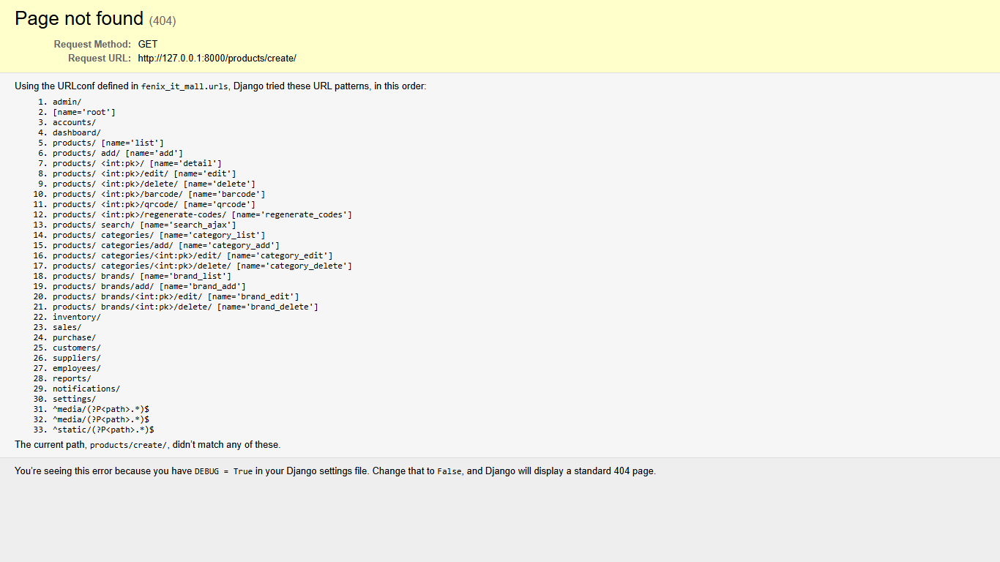 Page not found (404)
Request Method: GET
Request URL: http://127.0.0.1:8000/products/create/
Using the URLconf defined in fenix_it_mall.urls, Django tried these URL patterns, in this order:
1. admin/
2. [name='root']
3. accounts/
4. dashboard/
5. products/ [name='list']
6. products/ add/ [name='add']
7. products/ <int:pk>/ [name='detail']
8. products/ <int:pk>/edit/ [name='edit']
9. products/ <int:pk>/delete/ [name='delete']
10. products/ <int:pk>/barcode/ [name='barcode']
11. products/ <int:pk>/qrcode/ [name='qrcode']
12. products/ <int:pk>/regenerate-codes/ [name='regenerate_codes']
13. products/ search/ [name='search_ajax']
14. products/ categories/ [name='category_list']
15. products/ categories/add/ [name='category_add']
16. products/ categories/<int:pk>/edit/ [name='category_edit']
17. products/ categories/<int:pk>/delete/ [name='category_delete']
18. products/ brands/ [name='brand_list']
19. products/ brands/add/ [name='brand_add']
20. products/ brands/<int:pk>/edit/ [name='brand_edit']
21. products/ brands/<int:pk>/delete/ [name='brand_delete']
22. inventory/
23. sales/
24. purchase/
25. customers/
26. suppliers/
27. employees/
28. reports/
29. notifications/
30. settings/
31. ^media/(?P<path>.*)$
32. ^media/(?P<path>.*)$
33. ^static/(?P<path>.*)$
The current path, products/create/, didn’t match any of these.
You’re seeing this error because you have DEBUG = True in your Django settings file. Change that to False, and Django will display a standard 404 page.